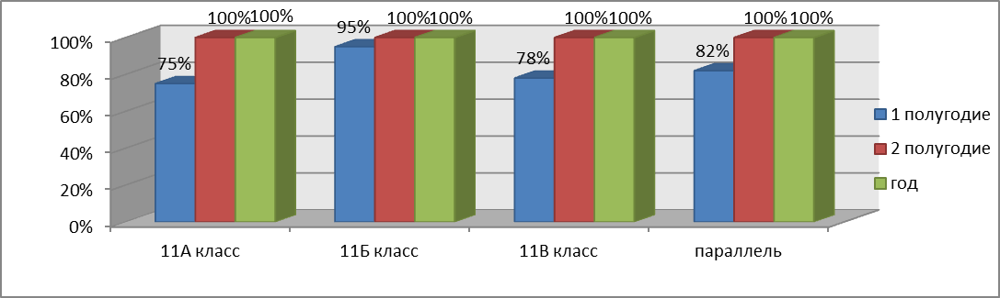 100% 100% 95% 100% 100% 100% 100% 100% 100%
75% 78% 82%
100%
80%
60%
40%
20%
0%
11А класс 11Б класс 11В класс параллель
1 полугодие
2 полугодие
год